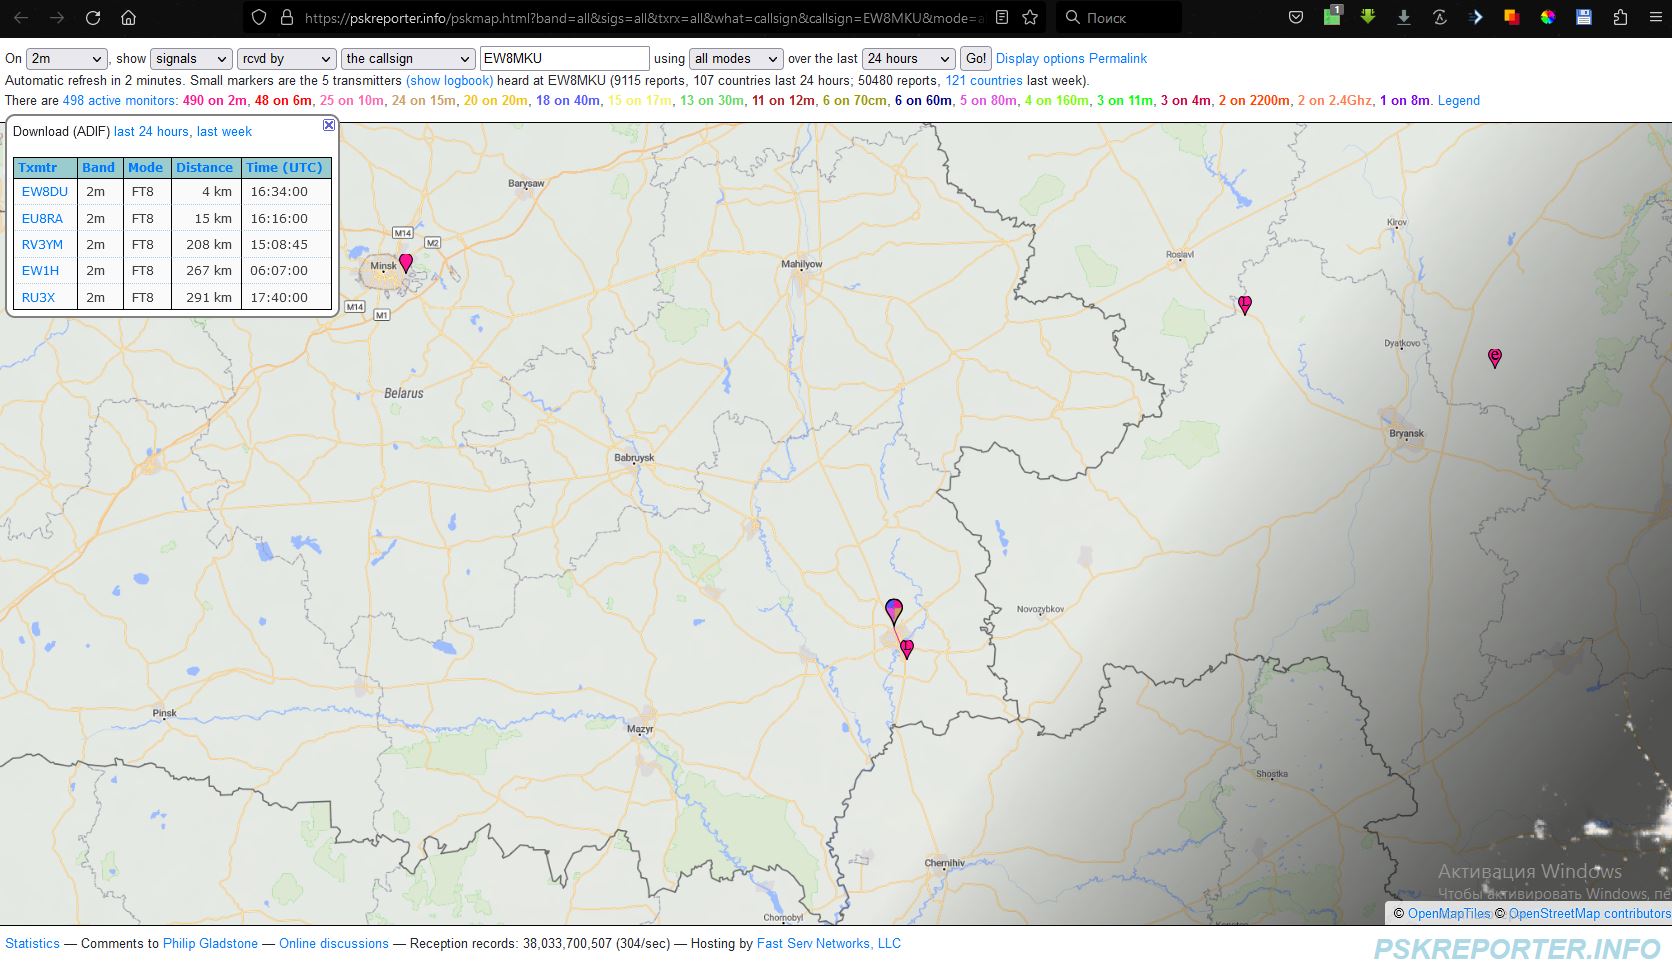 https://pskreporter.info/pskmap.html?band=all&sigs=all&txrx=all&what=callsign&callsign=EW8MKU&mode=a
Поиск
1
On 2m , show signals rcvd by the callsign EW8MKU using all modes over the last 24 hours Go! Display options Permalink
Automatic refresh in 2 minutes. Small markers are the 5 transmitters (show logbook) heard at EW8MKU (9115 reports, 107 countries last 24 hours; 50480 reports, 121 countries last week).
There are 498 active monitors: 490 on 2m, 48 on 6m, 25 on 10m, 24 on 15m, 20 on 20m, 18 on 40m, 15 on 17m, 13 on 30m, 11 on 12m, 6 on 70cm, 6 on 60m, 5 on 80m, 4 on 160m, 3 on 11m, 3 on 4m, 2 on 2200m, 2 on 2.4Ghz, 1 on 8m. Legend
Download (ADIF) last 24 hours, last week
Txmtr Band Mode Distance Time (UTC)
EW8DU 2m FT8 4 km 16:34:00
EU8RA 2m FT8 15 km 16:16:00
RV3YM 2m FT8 208 km 15:08:45
EW1H 2m FT8 267 km 06:07:00
RU3X 2m FT8 291 km 17:40:00
Barysaw
M14
M2
Minsk
M14
M1
Mahilyow
Kirov
Roslavl
L
Dyatkovo
e
Belarus
Bryansk
Babruysk
Novozybkov
L
Pinsk
Mazyr
Shostka
Chernihiv
Chornobyl
Активация Windows
Чтобы активировать Windows, пе
© OpenMapTiles © OpenStreetMap contributors
Statistics — Comments to Philip Gladstone — Online discussions — Reception records: 38,033,700,507 (304/sec) — Hosting by Fast Serv Networks, LLC
PSKREPORTER.INFO